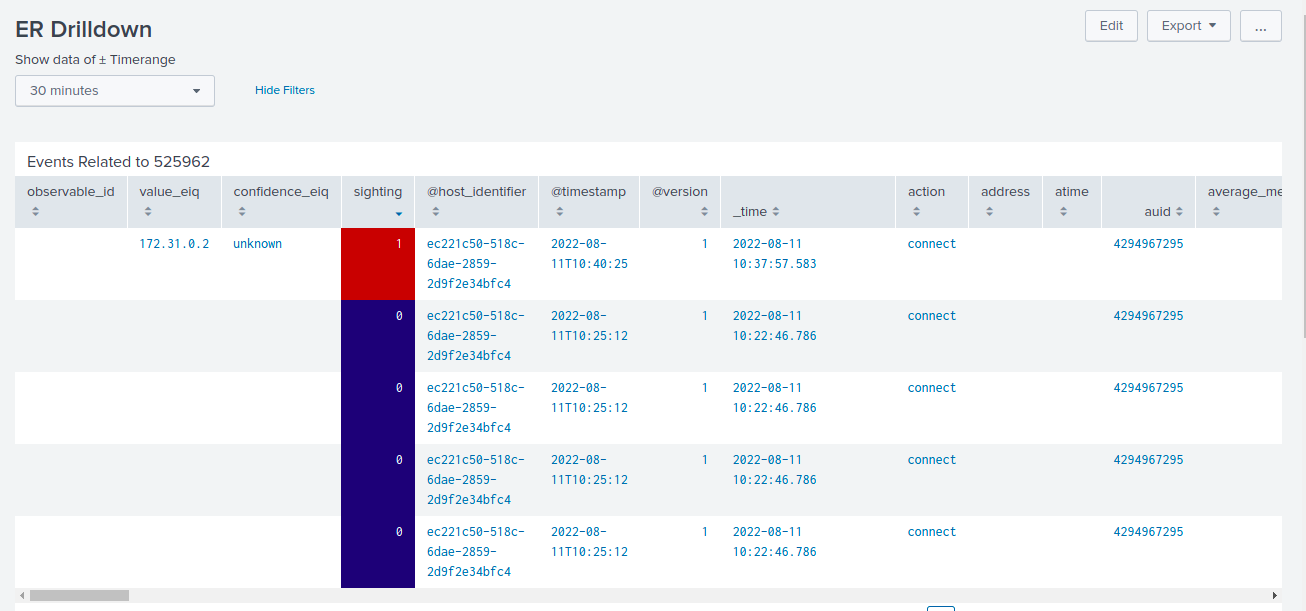 ER Drilldown
Edit
Export
...
Show data of ± Timerange
30 minutes
Hide Filters
Events Related to 525962
observable_id value_eiq confidence_eiq sighting @host_identifier @timestamp @version _time action address atime auid average_me
172.31.0.2 unknown 1 ec221c50-518c- 2022-08- 1 2022-08-11 connect 4294967295
6dae-2859- 11T10:40:25 10:37:57.583
2d9f2e34bfc4
0 ec221c50-518c- 2022-08- 1 2022-08-11 connect 4294967295
6dae-2859- 11T10:25:12 10:22:46.786
2d9f2e34bfc4
0 ec221c50-518c- 2022-08- 1 2022-08-11 connect 4294967295
6dae-2859- 11T10:25:12 10:22:46.786
2d9f2e34bfc4
0 ec221c50-518c- 2022-08- 1 2022-08-11 connect 4294967295
6dae-2859- 11T10:25:12 10:22:46.786
2d9f2e34bfc4
0 ec221c50-518c- 2022-08- 1 2022-08-11 connect 4294967295
6dae-2859- 11T10:25:12 10:22:46.786
2d9f2e34bfc4